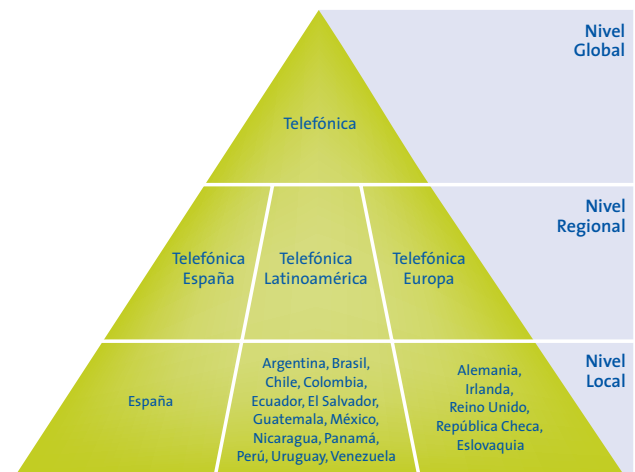 Nivel
Global
Telefónica
Nivel
Regional
Telefónica
España
Telefónica
Latinoamérica
Telefónica
Europa
Nivel
Local
España
Argentina, Brasil,
Chile, Colombia,
Ecuador, El Salvador,
Guatemala, México,
Nicaragua, Panamá,
Perú, Uruguay, Venezuela
Alemania,
Irlanda,
Reino Unido,
República Checa,
Eslovaquia